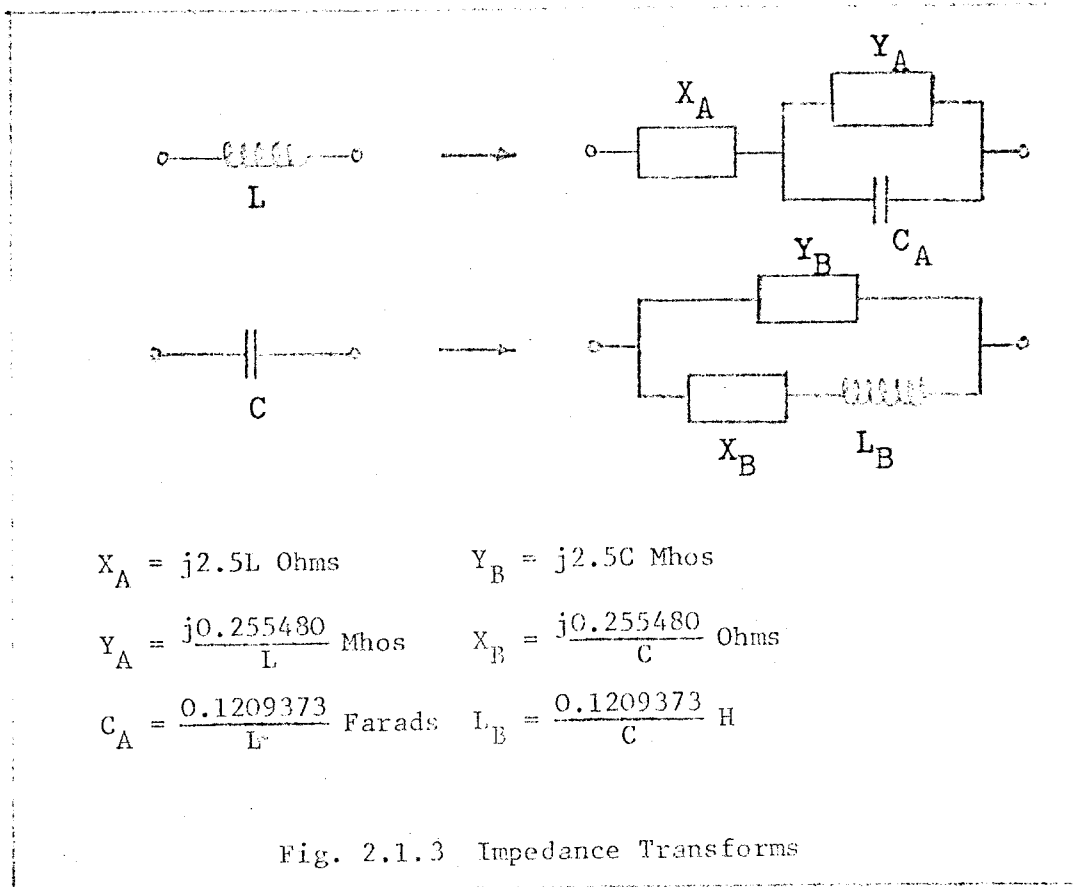 Y_A
X_A
L
C_A
Y_B
C
X_B
L_B
X_A = j2.5L Ohms Y_B = j2.5C Mhos
Y_A = j0.255480/L Mhos X_B = j0.255480/C Ohms
C_A = 0.1209373/L Farads L_B = 0.1209373/C H
Fig. 2.1.3 Impedance Transforms